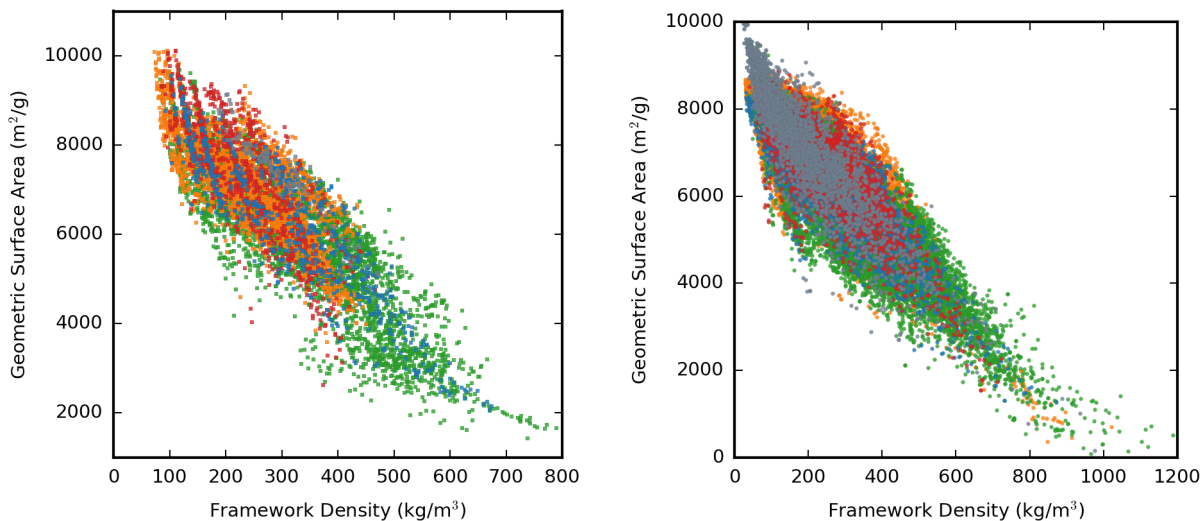 Geometric Surface Area (m²/g)
10000
8000
6000
4000
2000
0 100 200 300 400 500 600 700 800
Framework Density (kg/m³)
Geometric Surface Area (m²/g)
10000
8000
6000
4000
2000
0
0 200 400 600 800 1000 1200
Framework Density (kg/m³)